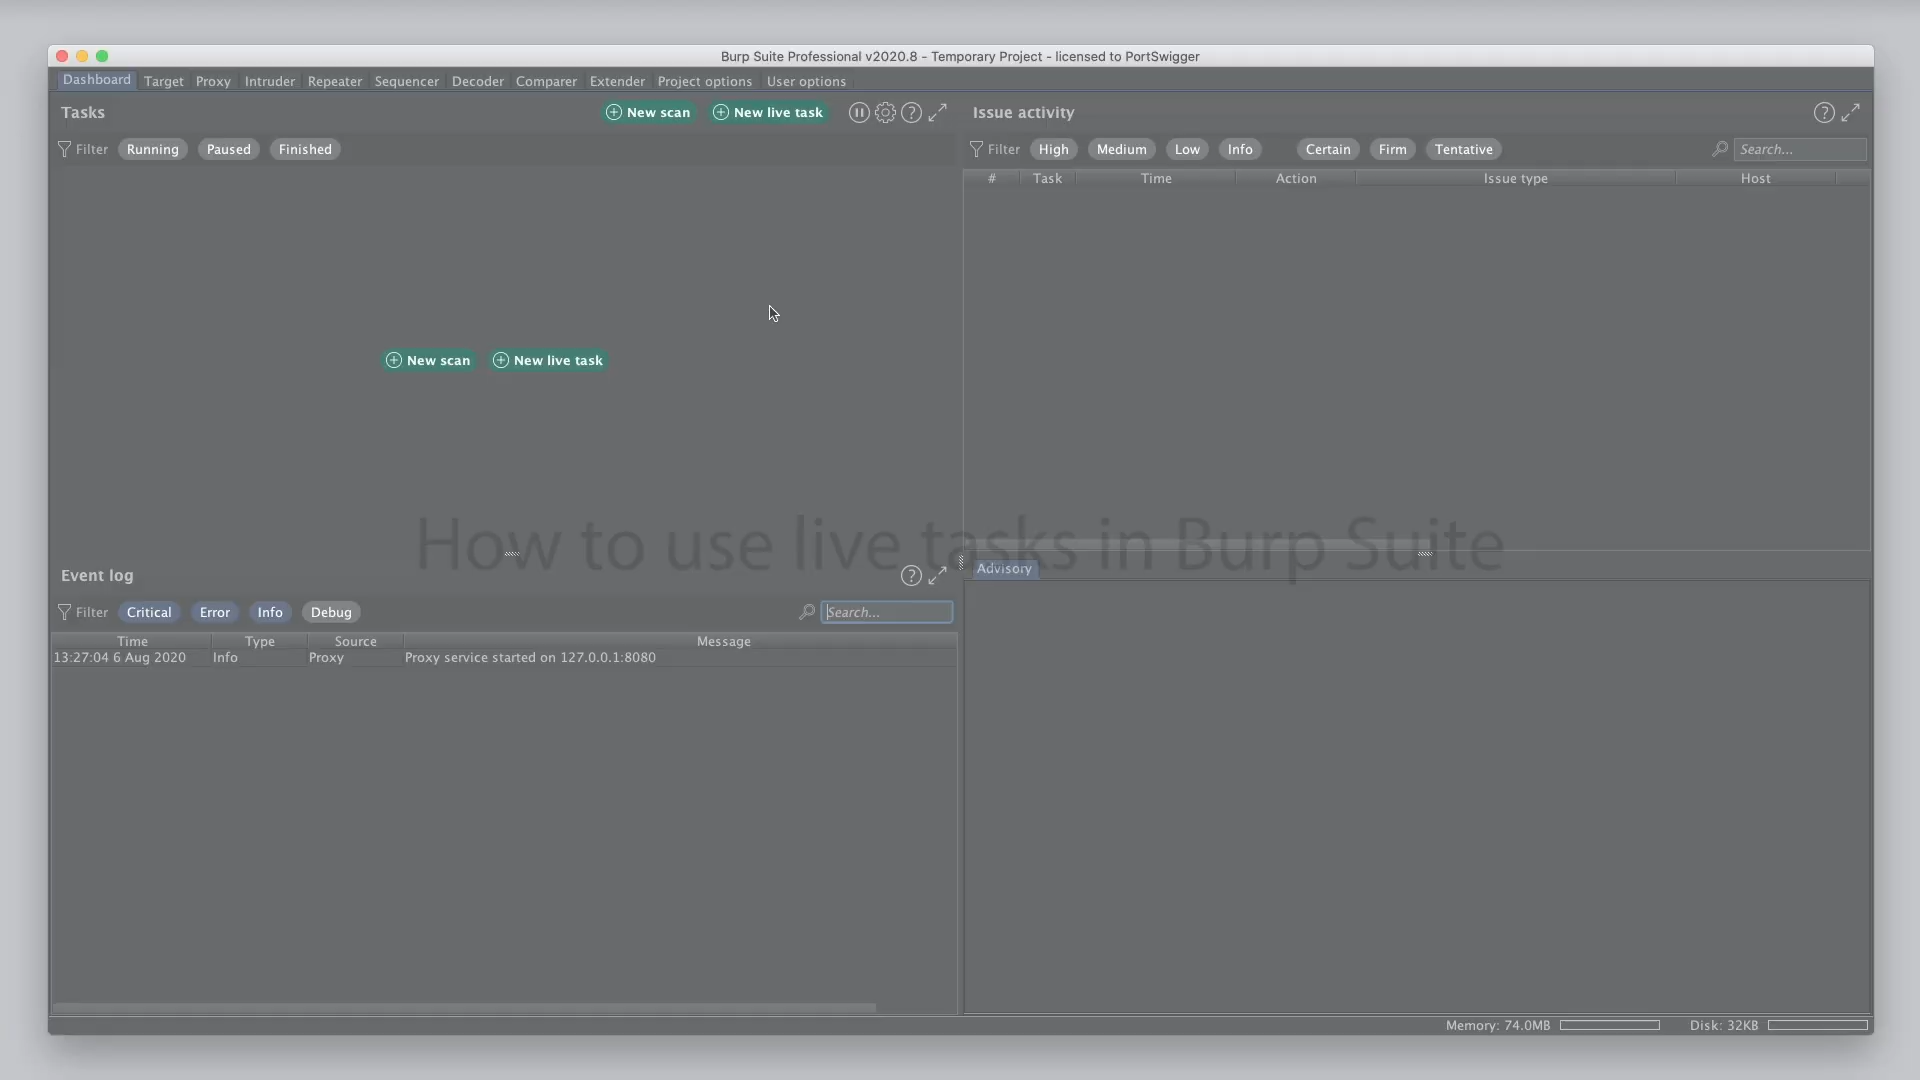 Burp Suite Professional v2020.8 - Temporary Project - licensed to PortSwigger
Dashboard Target Proxy Intruder Repeater Sequencer Decoder Comparer Extender Project options User options
Tasks New scan New live task
Filter Running Paused Finished
New scan New live task
Issue activity
Filter High Medium Low Info Certain Firm Tentative Search...
# Task Time Action Issue type Host
How to use live tasks in Burp Suite
Event log
Filter Critical Error Info Debug Search...
Time Type Source Message
13:27:04 6 Aug 2020 Info Proxy Proxy service started on 127.0.0.1:8080
Advisory
Memory: 74.0MB Disk: 32KB